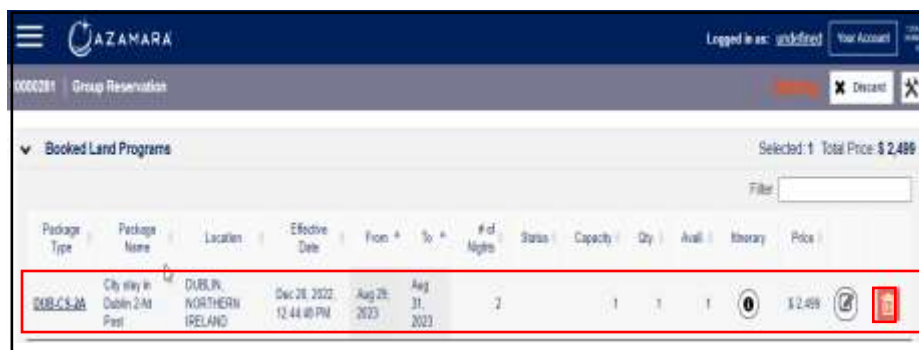 AZAMARA
Logged in as: undefined
Your Account
0000281 | Group Reservation
X Discard
Booked Land Programs
Selected: 1 Total Price: $ 2,499
Filter
Package Type
Package Name
Location
Effective Date
From
To
# of Nights
Status
Capacity
Qty
Avail
Itinerary
Price
DUB-CS-2A
City stay in
Dublin 2-Nt
Post
DUBLIN,
NORTHERN
IRELAND
Dec 28, 2022,
12:44:48 PM
Aug 29,
2023
Aug
31,
2023
2
1
1
1
$ 2,499